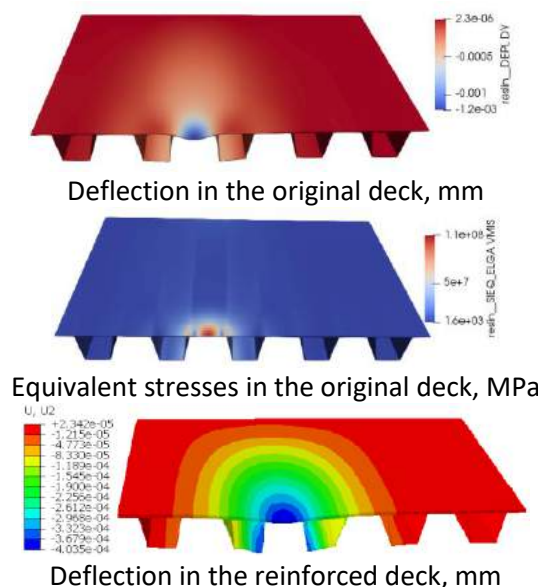 2.3e-06
-0.0005
-0.001
-1.2e-03
resin__DEPL:DY
Deflection in the original deck, mm
1.1e+08
5e+7
1.6e+03
resin__SIEQ_ELGA:VMIS
Equivalent stresses in the original deck, MPa
U, U2
+2.342e-05
-1.215e-05
-4.773e-05
-8.330e-05
-1.189e-04
-1.545e-04
-1.900e-04
-2.256e-04
-2.612e-04
-2.968e-04
-3.323e-04
-3.679e-04
-4.035e-04
Deflection in the reinforced deck, mm